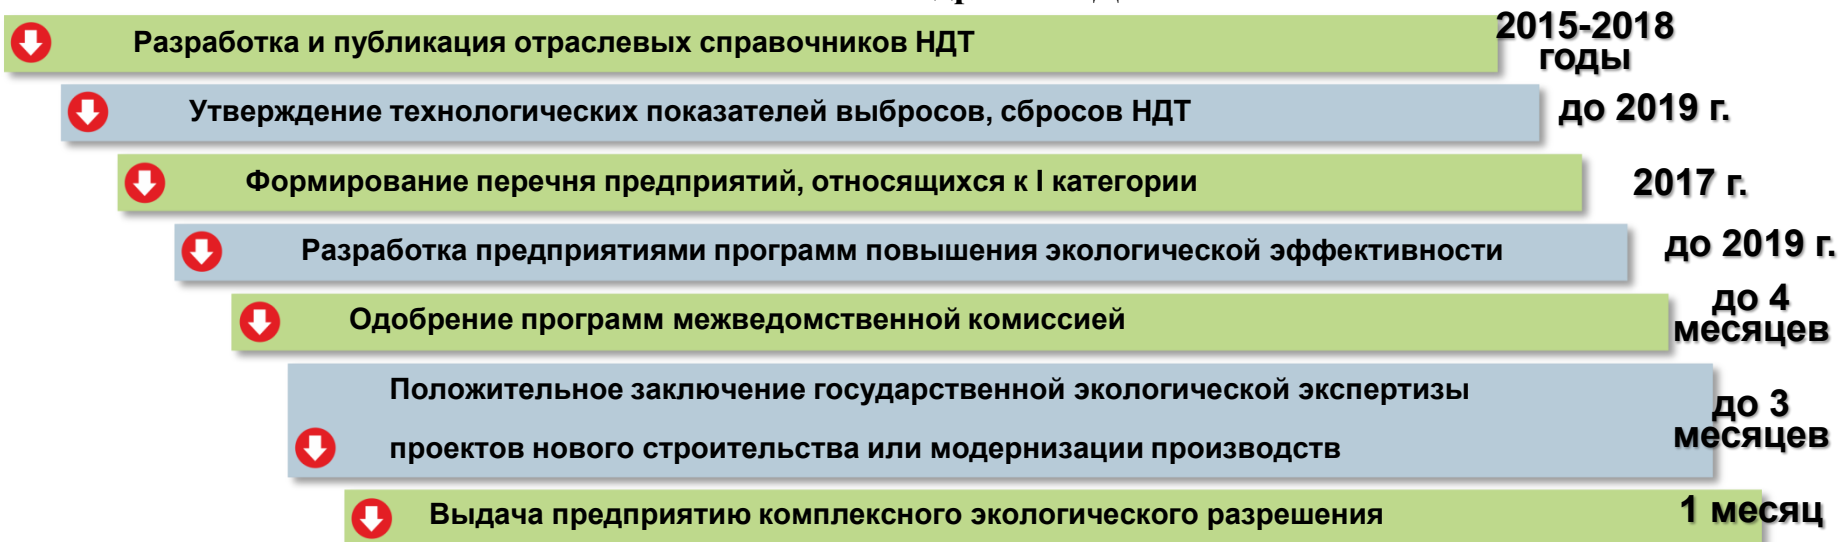 Разработка и публикация отраслевых справочников НДТ
2015-2018
годы
Утверждение технологических показателей выбросов, сбросов НДТ
до 2019 г.
Формирование перечня предприятий, относящихся к I категории
2017 г.
Разработка предприятиями программ повышения экологической эффективности
до 2019 г.
Одобрение программ межведомственной комиссией
до 4
месяцев
Положительное заключение государственной экологической экспертизы
проектов нового строительства или модернизации производств
до 3
месяцев
Выдача предприятию комплексного экологического разрешения
1 месяц